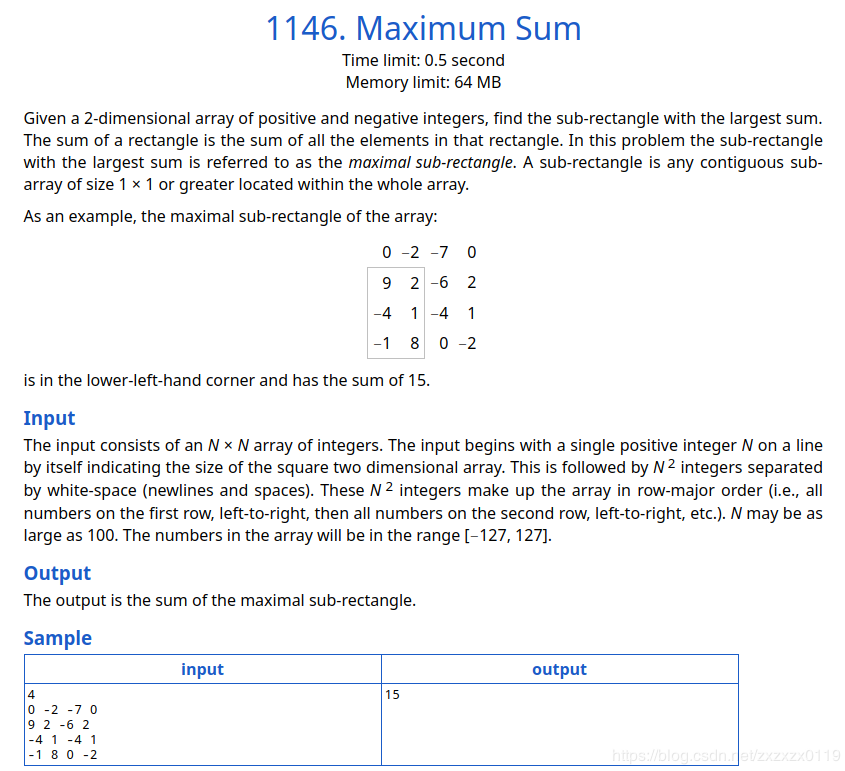 1146. Maximum Sum
Time limit: 0.5 second
Memory limit: 64 MB
Given a 2-dimensional array of positive and negative integers, find the sub-rectangle with the largest sum.
The sum of a rectangle is the sum of all the elements in that rectangle. In this problem the sub-rectangle
with the largest sum is referred to as the maximal sub-rectangle. A sub-rectangle is any contiguous sub-
array of size 1 × 1 or greater located within the whole array.
As an example, the maximal sub-rectangle of the array:
0 −2 −7 0
9 2 −6 2
−4 1 −4 1
−1 8 0 −2
is in the lower-left-hand corner and has the sum of 15.
Input
The input consists of an N × N array of integers. The input begins with a single positive integer N on a line
by itself indicating the size of the square two dimensional array. This is followed by N 2 integers separated
by white-space (newlines and spaces). These N 2 integers make up the array in row-major order (i.e., all
numbers on the first row, left-to-right, then all numbers on the second row, left-to-right, etc.). N may be as
large as 100. The numbers in the array will be in the range [−127, 127].
Output
The output is the sum of the maximal sub-rectangle.
Sample
input output
4 15
0 -2 -7 0
9 2 -6 2
-4 1 -4 1
-1 8 0 -2
https://blog.csdn.net/zxzxzx0119